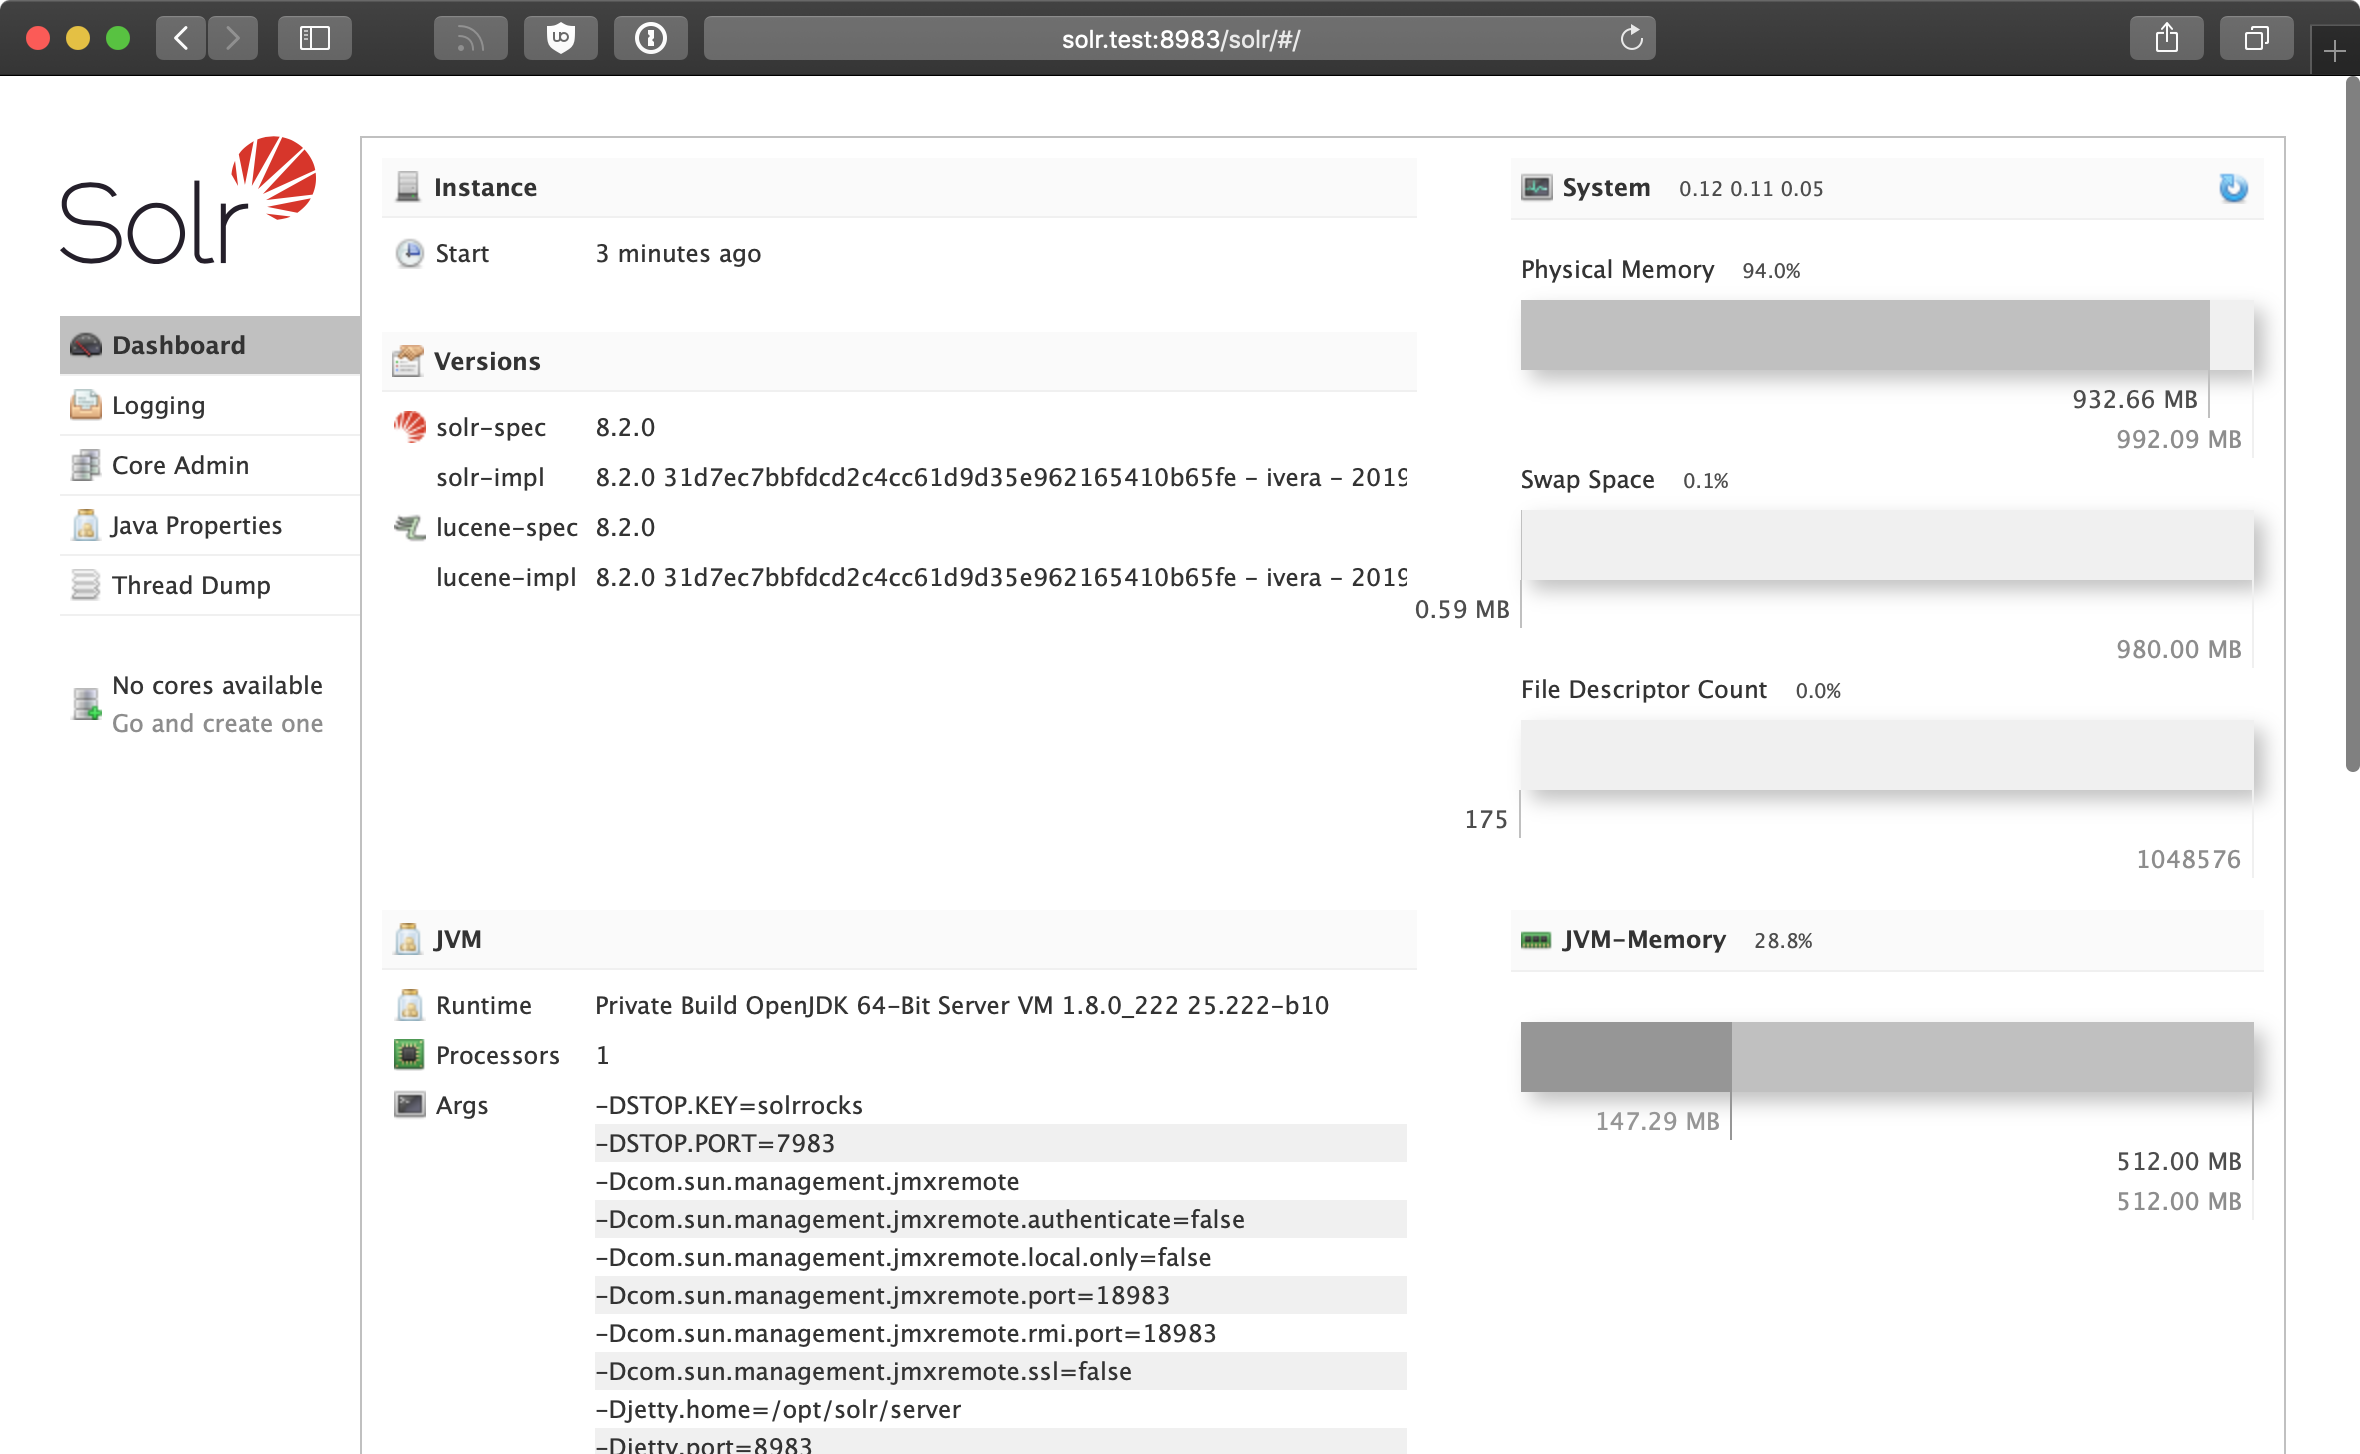 solr.test:8983/solr/#/
Solr
Dashboard
Logging
Core Admin
Java Properties
Thread Dump
No cores available
Go and create one
Instance
Start 3 minutes ago
Versions
solr-spec 8.2.0
solr-impl 8.2.0 31d7ec7bbfdcd2c4cc61d9d35e962165410b65fe - ivera - 2019
lucene-spec 8.2.0
lucene-impl 8.2.0 31d7ec7bbfdcd2c4cc61d9d35e962165410b65fe - ivera - 2019
JVM
Runtime Private Build OpenJDK 64-Bit Server VM 1.8.0_222 25.222-b10
Processors 1
Args -DSTOP.KEY=solrrocks
-DSTOP.PORT=7983
-Dcom.sun.management.jmxremote
-Dcom.sun.management.jmxremote.authenticate=false
-Dcom.sun.management.jmxremote.local.only=false
-Dcom.sun.management.jmxremote.port=18983
-Dcom.sun.management.jmxremote.rmi.port=18983
-Dcom.sun.management.jmxremote.ssl=false
-Djetty.home=/opt/solr/server
-Djetty.port=8983
System 0.12 0.11 0.05
Physical Memory 94.0%
932.66 MB
992.09 MB
Swap Space 0.1%
0.59 MB
980.00 MB
File Descriptor Count 0.0%
175
1048576
JVM-Memory 28.8%
147.29 MB
512.00 MB
512.00 MB